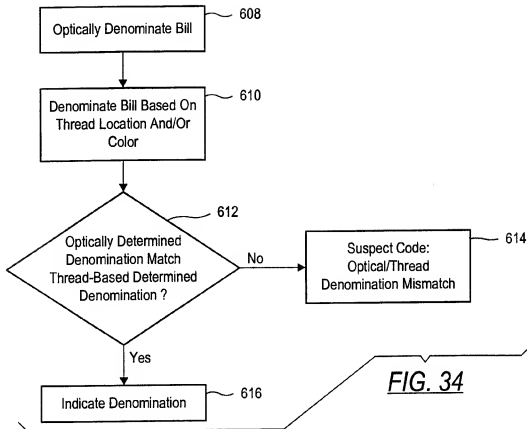 Optically Denominate Bill
608
Denominate Bill Based On
Thread Location And/Or
Color
610
Optically Determined
Denomination Match
Thread-Based Determined
Denomination ?
612
No
Suspect Code:
Optical/Thread
Denomination Mismatch
614
Yes
Indicate Denomination
616
FIG. 34